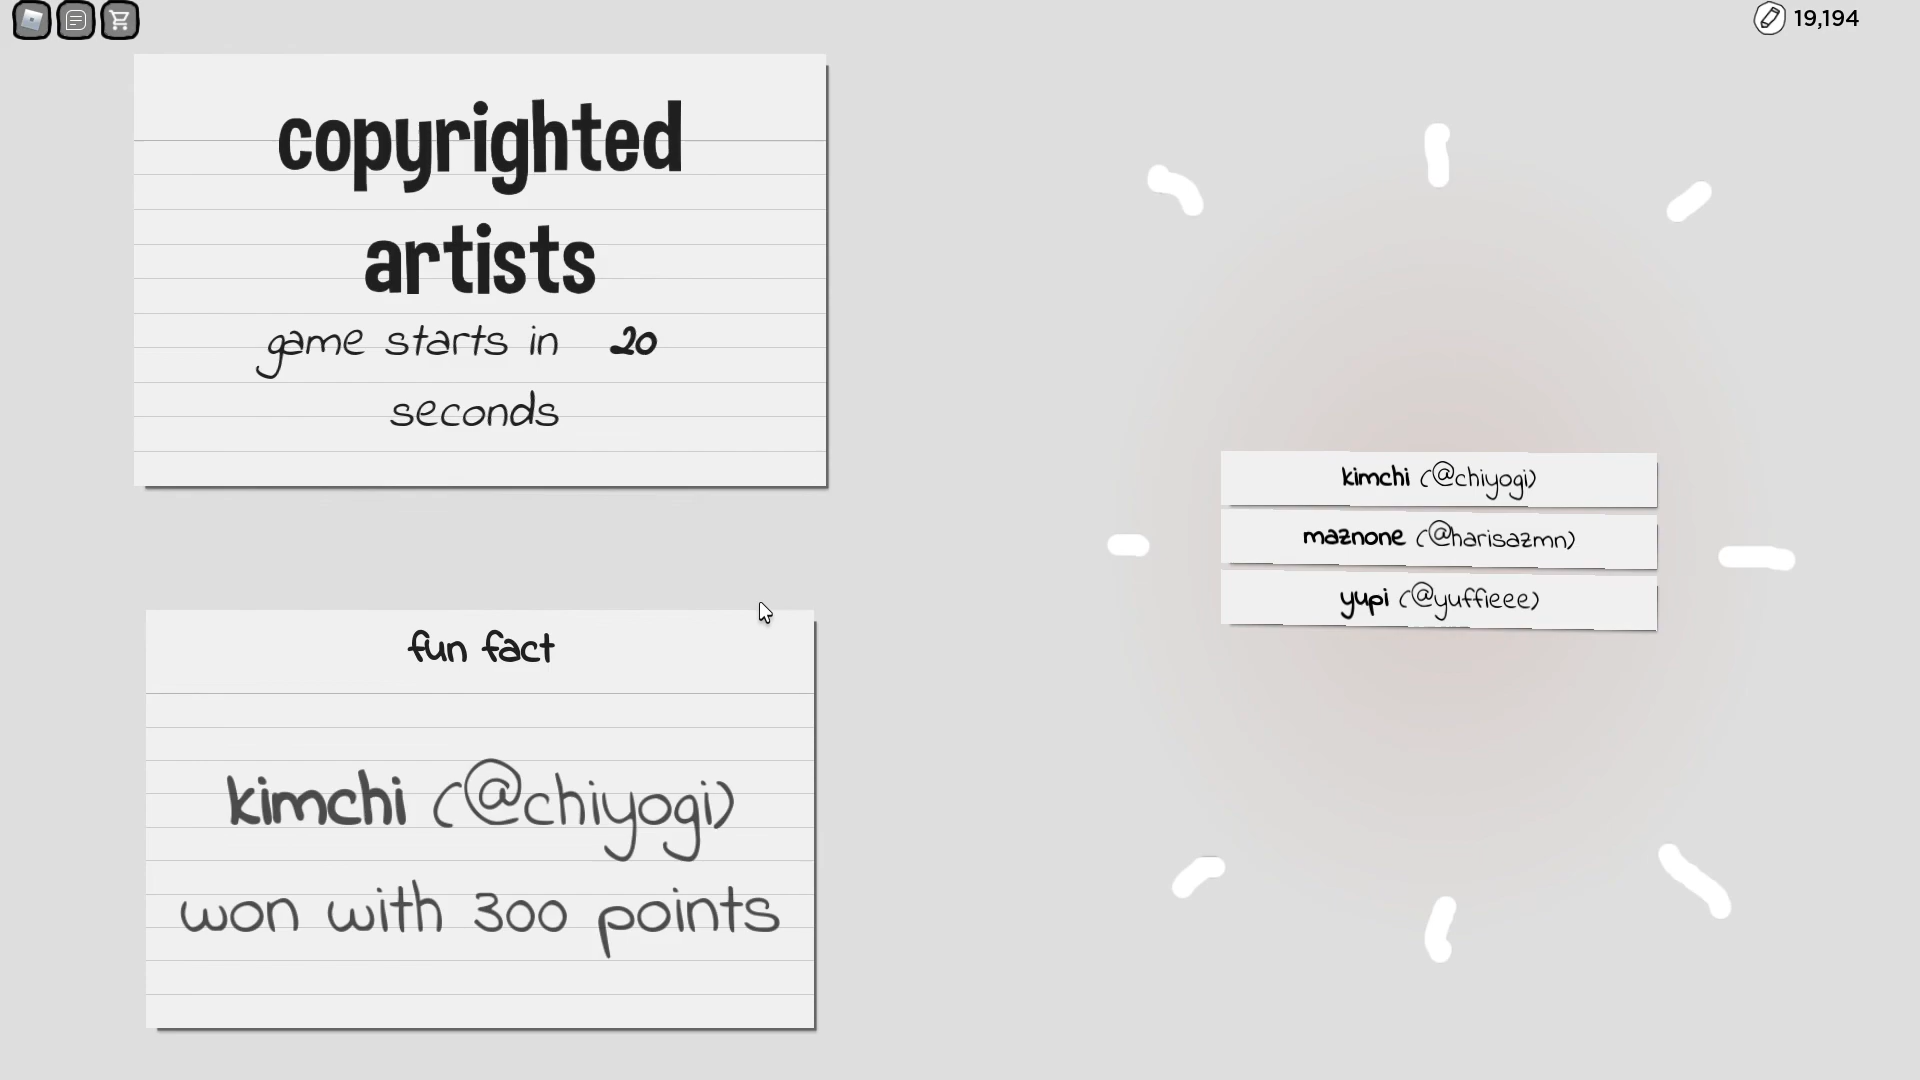 19,194
copyrighted
artists
game starts in 20
seconds
kimchi (@chiyogi)
maznone (@harisazmn)
yupi (@yuffieee)
fun fact
kimchi (@chiyogi)
won with 300 points